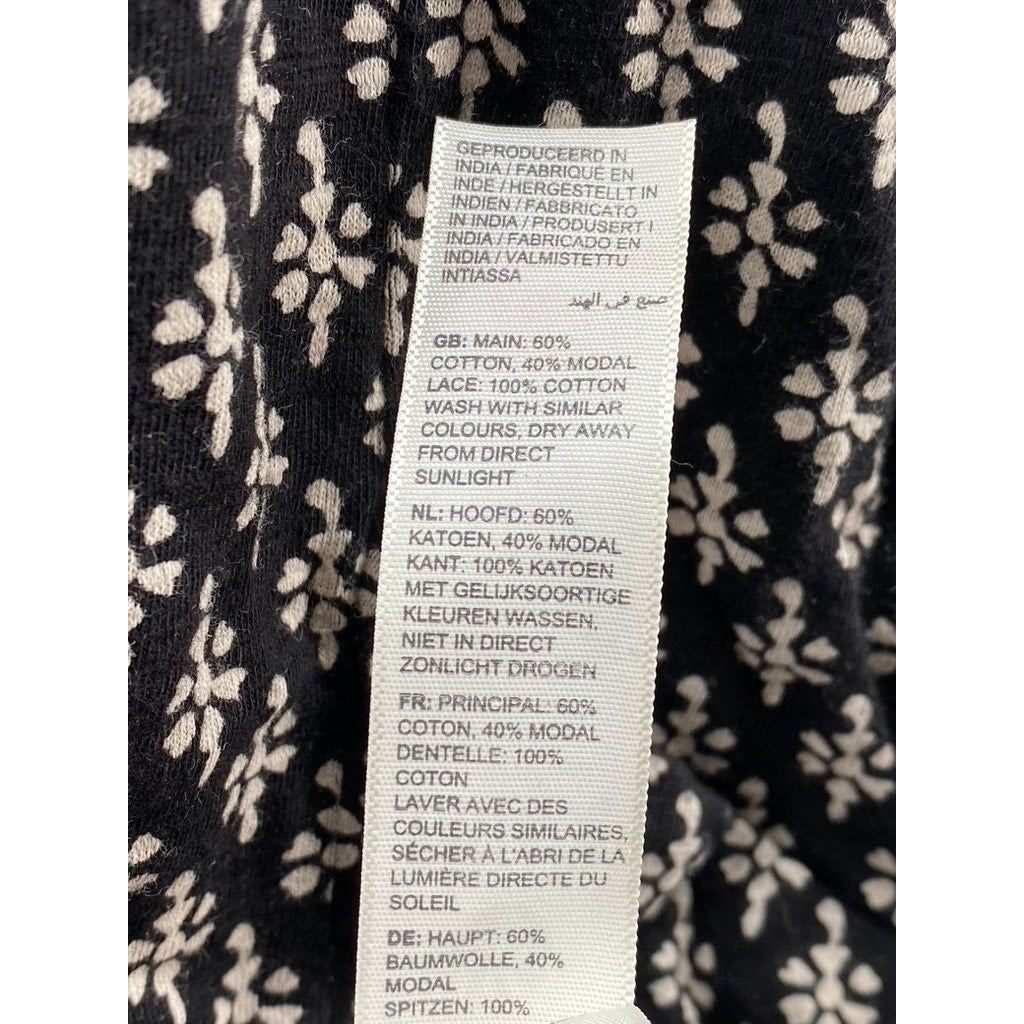 GEPRODUCEERD IN
INDIA / FABRIQUÉ EN
INDE / HERGESTELLT IN
INDIEN / FABBRICATO
IN INDIA / PRODUSERT I
INDIA / FABRICADO EN
INDIA / VALMISTETTU
INTIASSA
صنع في الهند
GB: MAIN: 60%
COTTON, 40% MODAL
LACE: 100% COTTON
WASH WITH SIMILAR
COLOURS, DRY AWAY
FROM DIRECT
SUNLIGHT
NL: HOOFD: 60%
KATOEN, 40% MODAL
KANT: 100% KATOEN
MET GELIJKSOORTIGE
KLEUREN WASSEN,
NIET IN DIRECT
ZONLICHT DROGEN
FR: PRINCIPAL: 60%
COTON, 40% MODAL
DENTELLE: 100%
COTON
LAVER AVEC DES
COULEURS SIMILAIRES,
SÉCHER À L'ABRI DE LA
LUMIÈRE DIRECTE DU
SOLEIL
DE: HAUPT: 60%
BAUMWOLLE, 40%
MODAL
SPITZEN: 100%